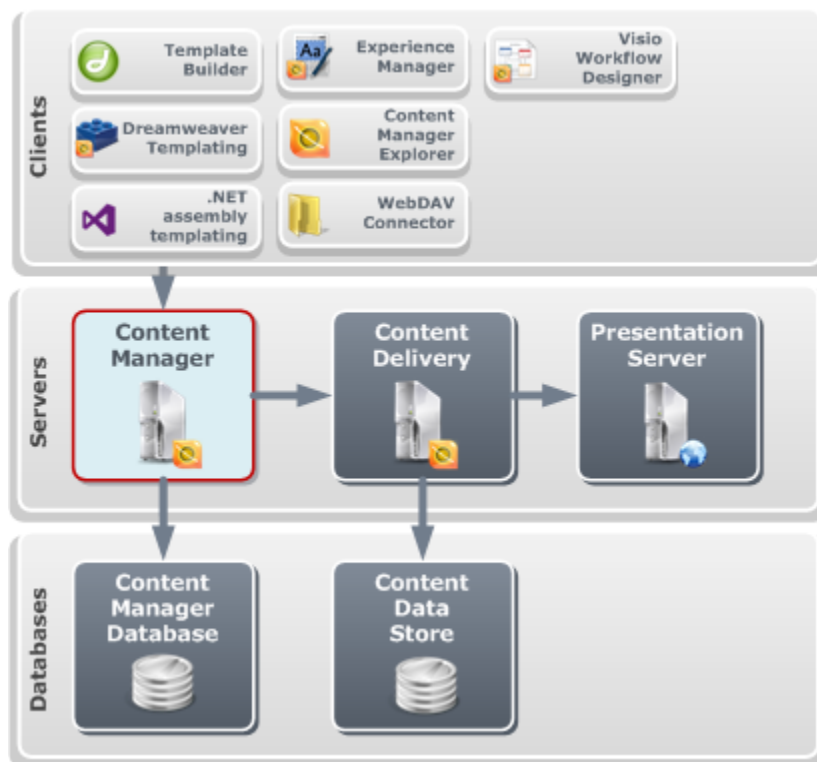 Clients
Template
Builder
Experience
Manager
Visio
Workflow
Designer
Dreamweaver
Templating
Content
Manager
Explorer
.NET
assembly
templating
WebDAV
Connector
Servers
Content
Manager
Content
Delivery
Presentation
Server
Databases
Content
Manager
Database
Content
Data
Store